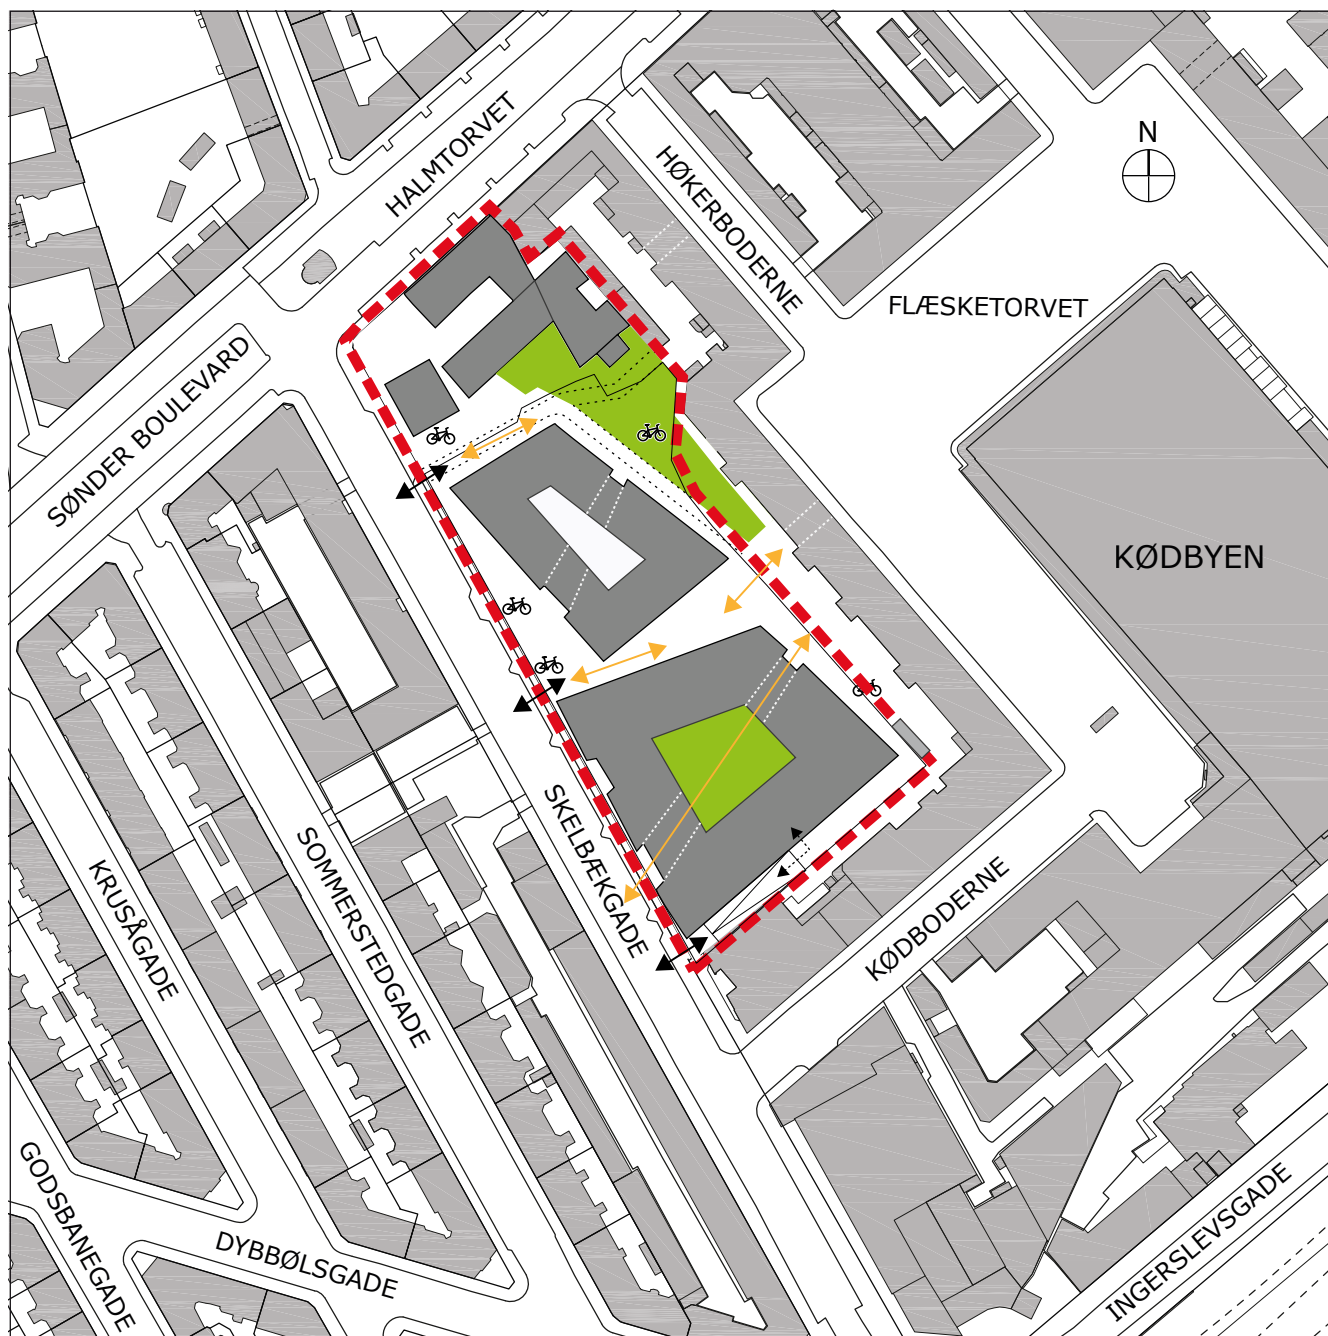 HALMTORVET
N
HØKERBODERNE
FLÆSKETORVET
SØNDER BOULEVARD
KØDBYEN
SKELBÆKGADE
KRUSÅGADE
SOMMERSTEDGADE
KØDBODERNE
GODSBANEGADE
DYBBØLSGADE
INGERSLEVSGADE